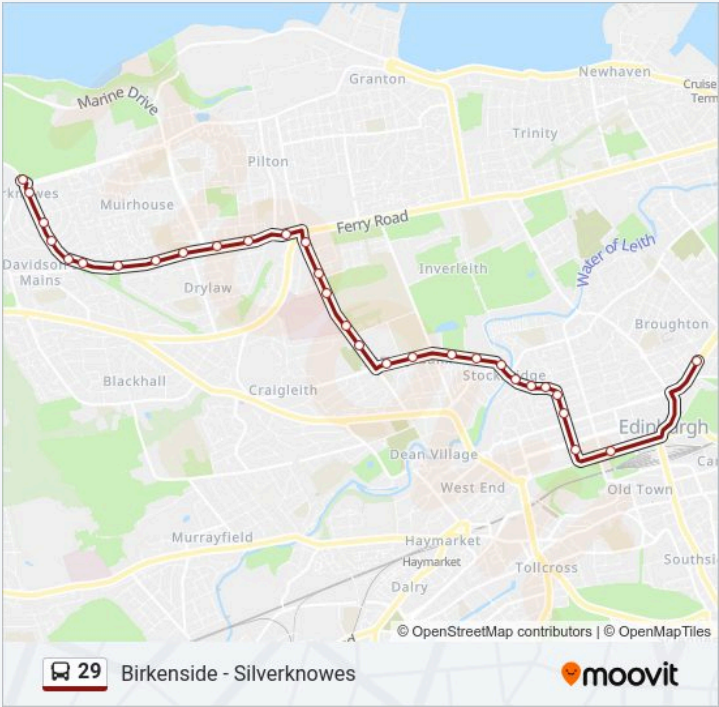 Granton
Newhaven
Cruise
Term
Marine Drive
Trinity
Pilton
Muirhouse
Ferry Road
Water of Leith
Davidson
Mains
Inverleith
Drylaw
Broughton
Blackhall
Craigleith
Edinburgh
Dean Village
West End
Old Town
Murrayfield
Haymarket
Haymarket
Tollcross
Southsi
Dalry
© OpenStreetMap contributors | © OpenMapTiles
29 Birkenside - Silverknowes
moovit